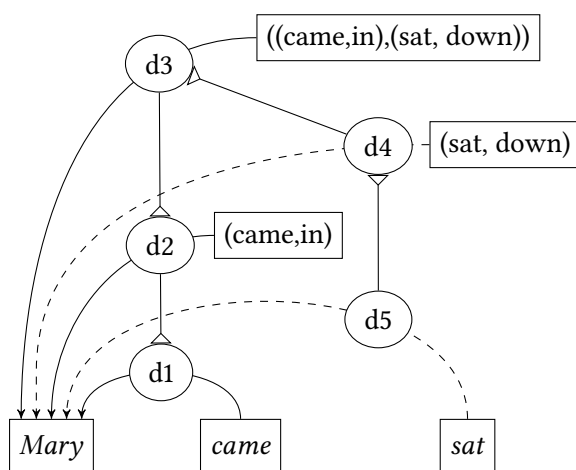 ((came,in),(sat, down))
d3
d4
(sat, down)
d2
(came,in)
d5
d1
Mary
came
sat